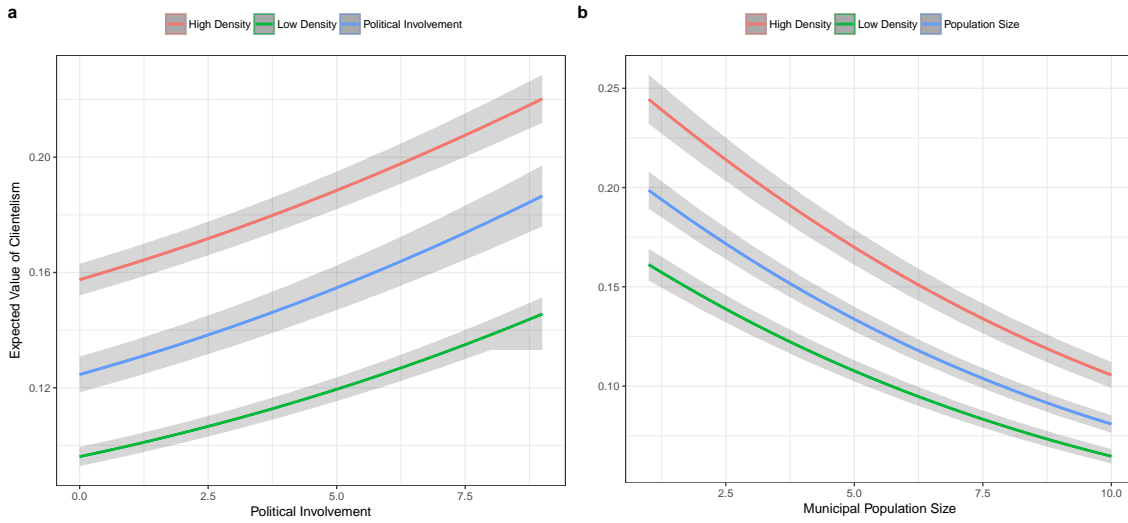 a
High Density Low Density Political Involvement
Expected Value of Clientelism
0.20
0.16
0.12
0.0 2.5 5.0 7.5
Political Involvement
b
High Density Low Density Population Size
0.25
0.20
0.15
0.10
2.5 5.0 7.5 10.0
Municipal Population Size